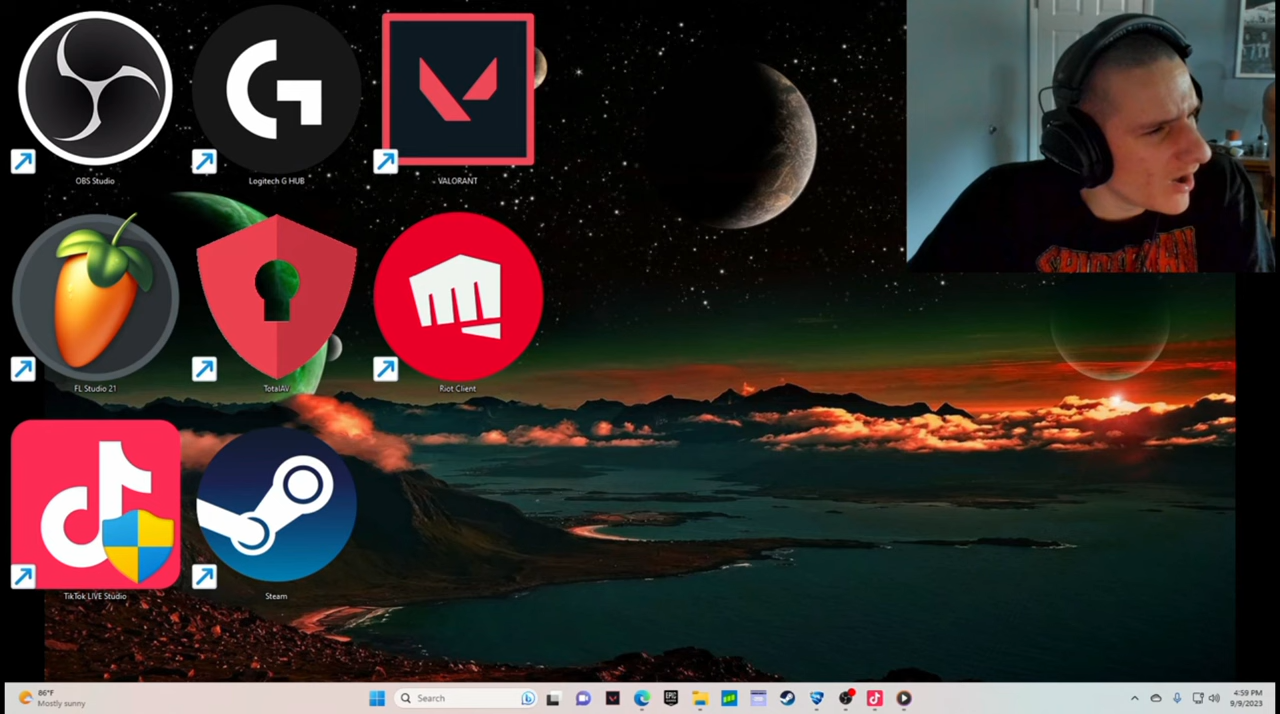 OBS Studio
Logitech G HUB
VALORANT
FL Studio 21
TotalAV
Riot Client
TikTok LIVE Studio
Steam
86°F
Mostly sunny
Search
EPIC
4:59 PM
9/9/2023